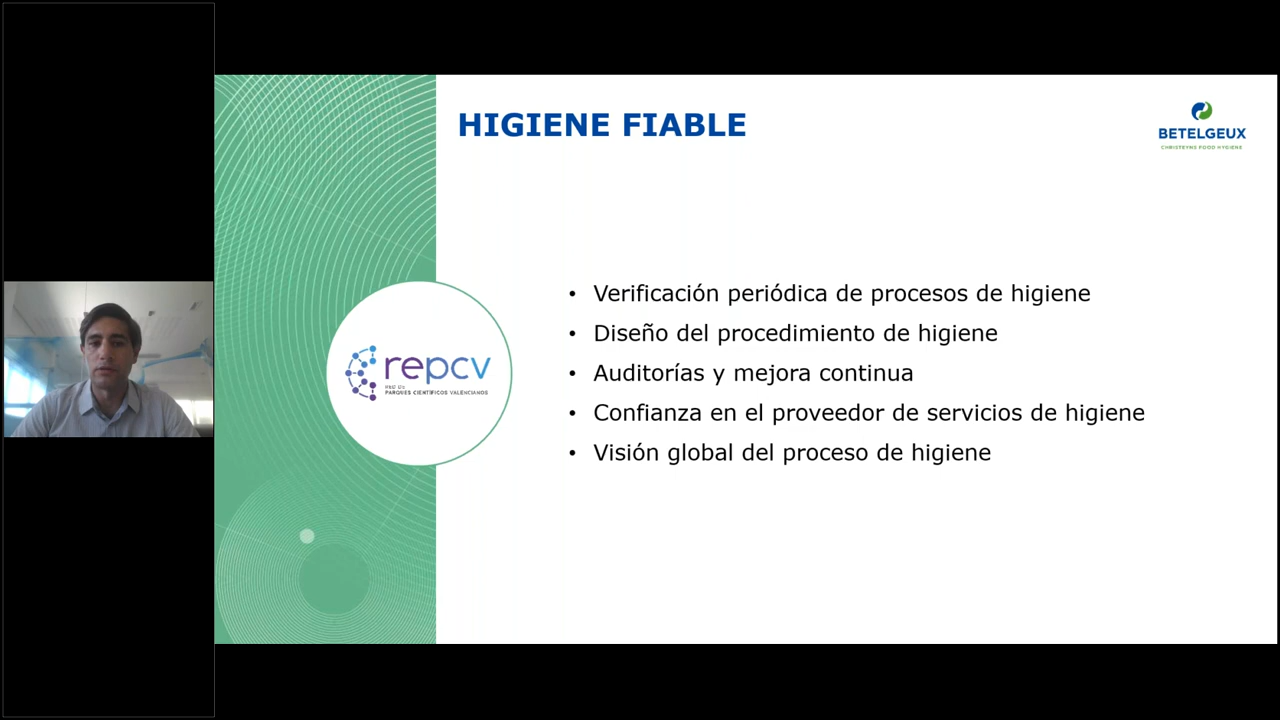 HIGIENE FIABLE
BETELGEUX
CHRISTEYNS FOOD HYGIENE
• Verificación periódica de procesos de higiene
• Diseño del procedimiento de higiene
• Auditorías y mejora continua
• Confianza en el proveedor de servicios de higiene
• Visión global del proceso de higiene
repcv
RED DE
PARQUES CIENTÍFICOS VALENCIANOS